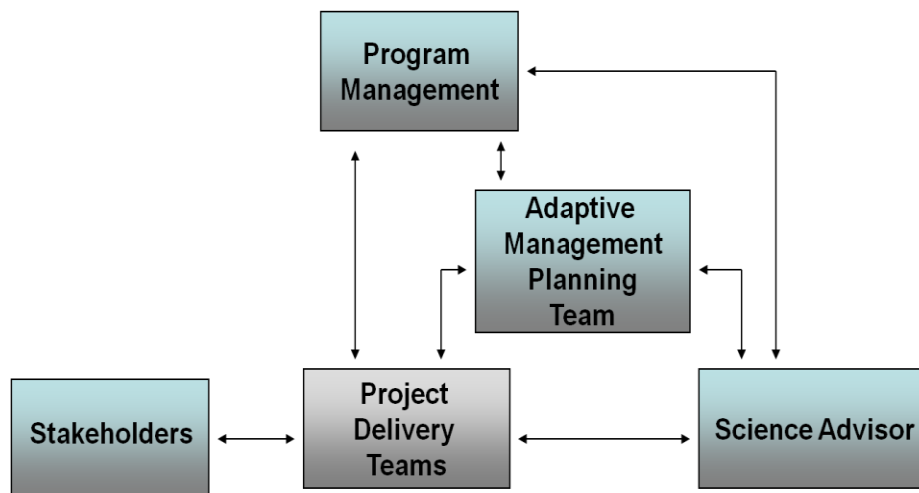 Program
Management
Adaptive
Management
Planning
Team
Stakeholders
Project
Delivery
Teams
Science Advisor